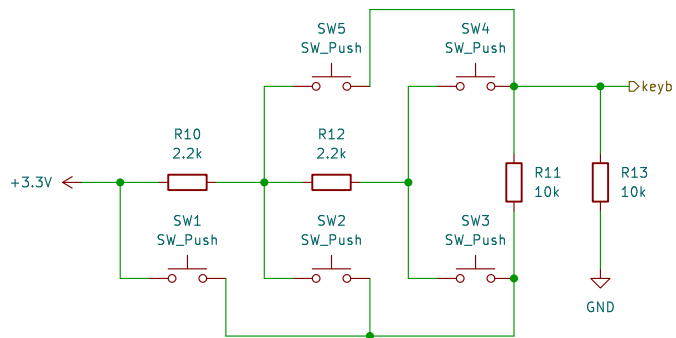 SW5
SW_Push
SW4
SW_Push
keyb
R10
2.2k
R12
2.2k
+3.3V
R11
10k
R13
10k
SW1
SW_Push
SW2
SW_Push
SW3
SW_Push
GND